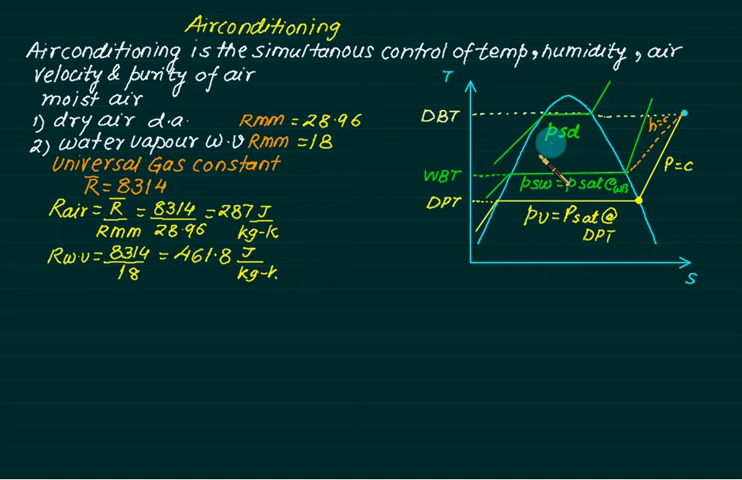 Airconditioning
Airconditioning is the simultanous control of temp, humidity, air
velocity & purity of air
moist air
1) dry air d.a. Rmm = 28.96
2) water vapour w.v Rmm = 18
Universal Gas constant
R̅ = 8314
Rair = R̅/Rmm = 8314/28.96 = 287 J/kg-k
Rw.v = 8314/18 = 461.8 J/kg-k
T
DBT
psd
h=c
P=c
WBT
psw = psat@WB
DPT
pv = Psat@
DPT
S